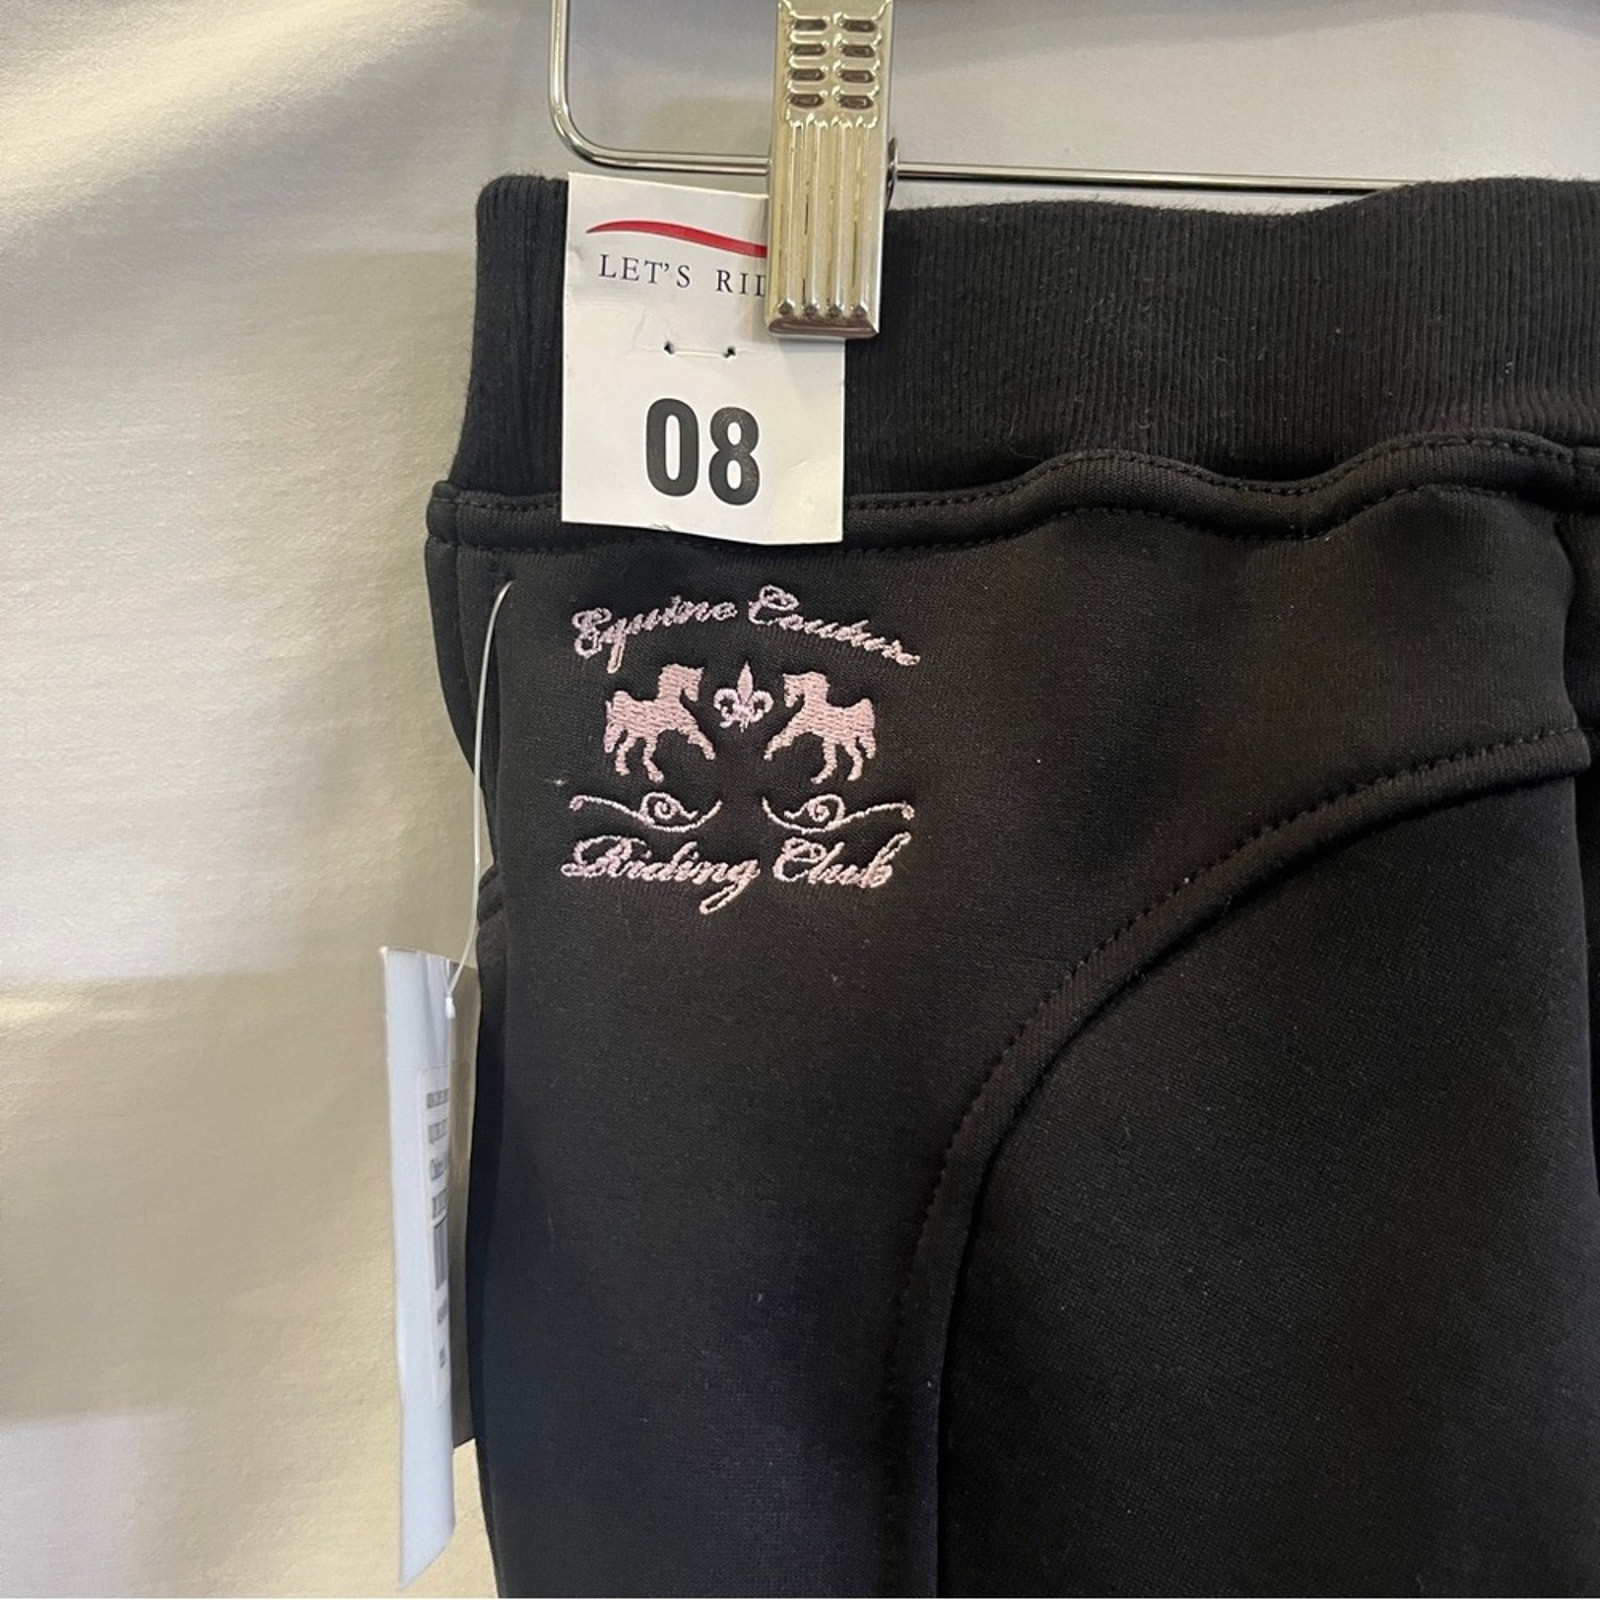 LET'S RID
08
Equine Couture
Riding Club